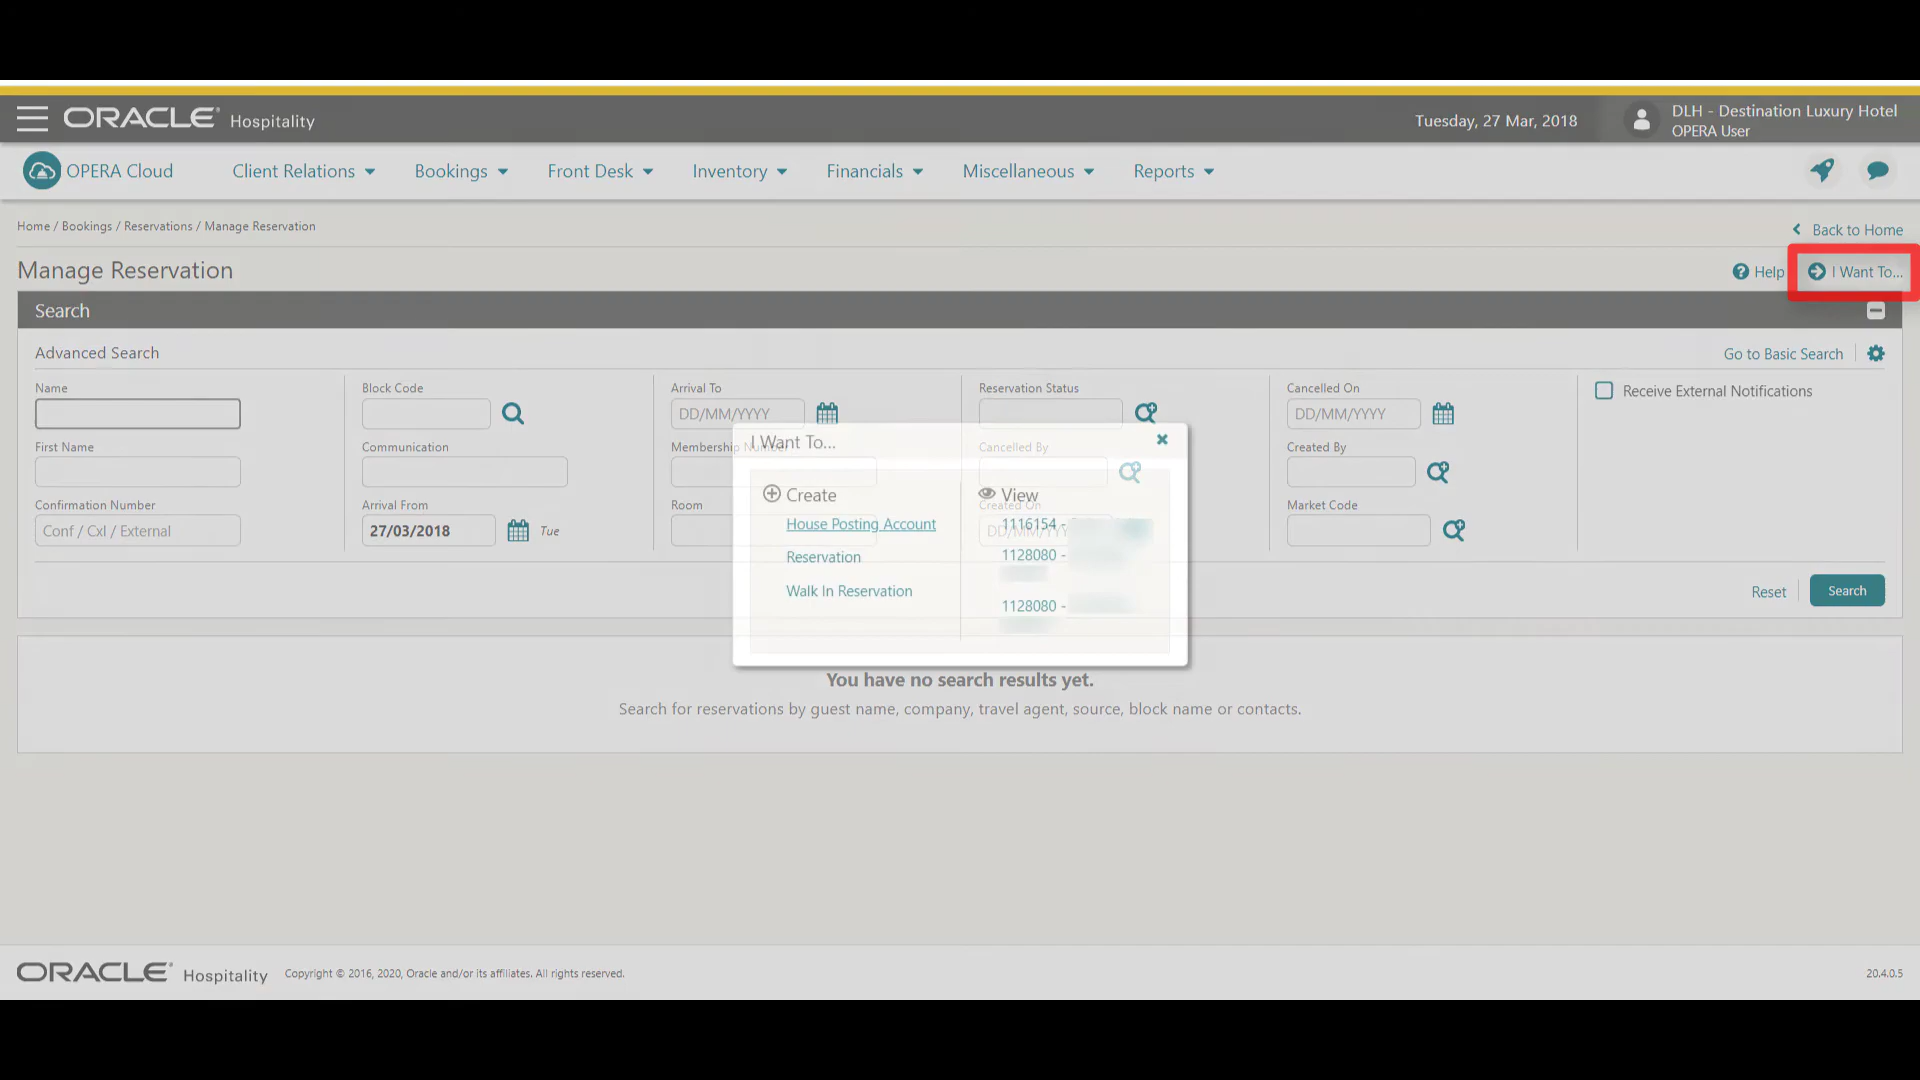 ORACLE Hospitality
Tuesday, 27 Mar, 2018
DLH - Destination Luxury Hotel
OPERA User
OPERA Cloud
Client Relations
Bookings
Front Desk
Inventory
Financials
Miscellaneous
Reports
Home / Bookings / Reservations / Manage Reservation
Back to Home
Manage Reservation
Help
I Want To...
Search
Advanced Search
Go to Basic Search
Name
Block Code
Arrival To
Reservation Status
Cancelled On
Receive External Notifications
DD/MM/YYYY
DD/MM/YYYY
First Name
Communication
Membership Number
Cancelled By
Created By
Confirmation Number
Arrival From
Room
Created On
Market Code
Conf / Cxl / External
27/03/2018
Tue
DD/MM/YYYY
I Want To...
Create
House Posting Account
Reservation
Walk In Reservation
View
1116154 -
1128080 -
1128080 -
Reset
Search
You have no search results yet.
Search for reservations by guest name, company, travel agent, source, block name or contacts.
ORACLE Hospitality
Copyright © 2016, 2020, Oracle and/or its affiliates. All rights reserved.
20.4.0.5